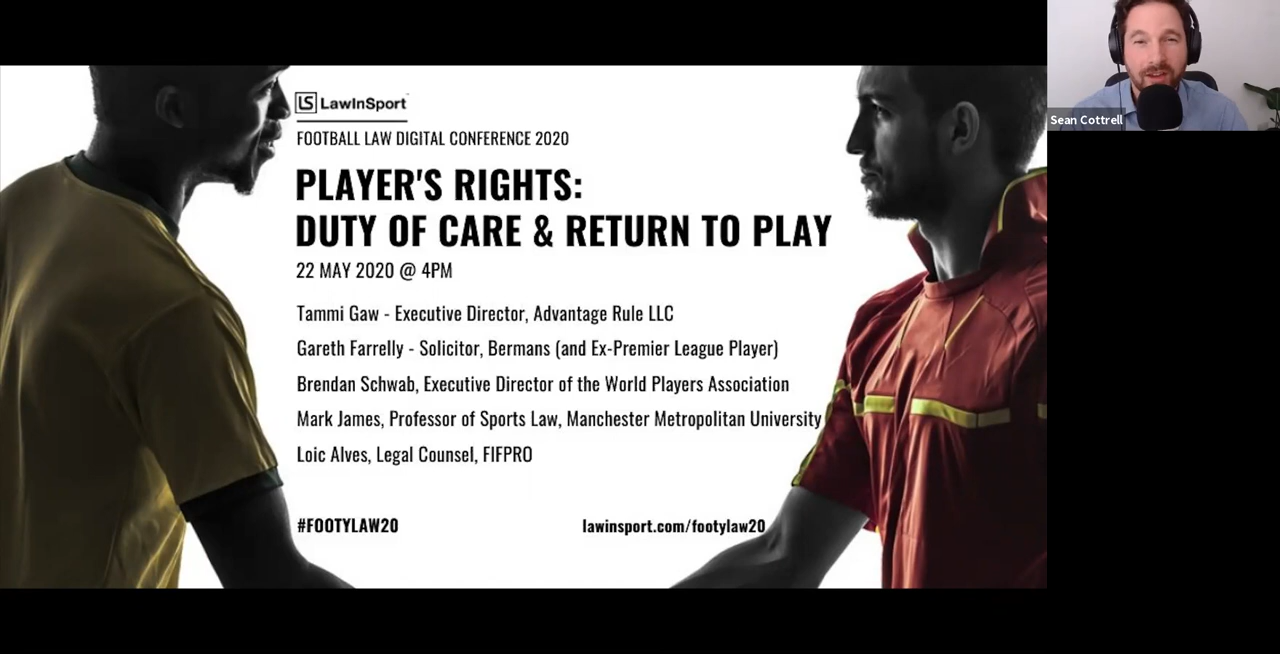 LS LawInSport
FOOTBALL LAW DIGITAL CONFERENCE 2020
PLAYER'S RIGHTS:
DUTY OF CARE & RETURN TO PLAY
22 MAY 2020 @ 4PM
Tammi Gaw - Executive Director, Advantage Rule LLC
Gareth Farrelly - Solicitor, Bermans (and Ex-Premier League Player)
Brendan Schwab, Executive Director of the World Players Association
Mark James, Professor of Sports Law, Manchester Metropolitan University
Loic Alves, Legal Counsel, FIFPRO
#FOOTYLAW20
lawinsport.com/footylaw20
Sean Cottrell